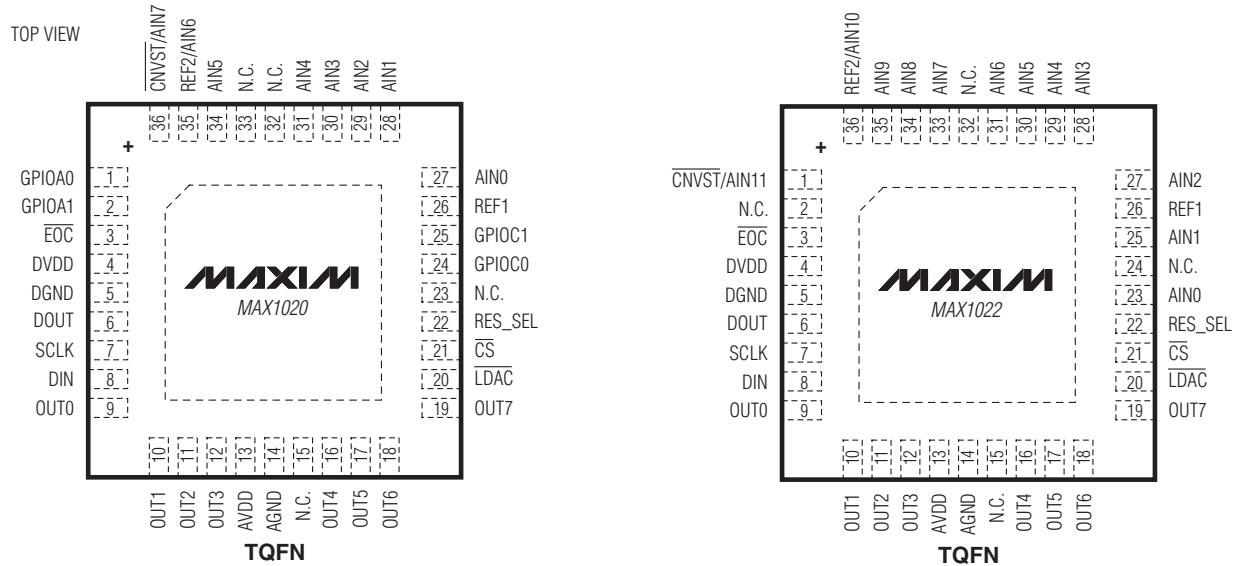 TOP VIEW
CNVST/AIN7
REF2/AIN6
AIN5
N.C.
N.C.
AIN4
AIN3
AIN2
AIN1
36
35
34
33
32
31
30
29
28
+
GPIOA0 1
GPIOA1 2
EOC 3
DVDD 4
DGND 5
DOUT 6
SCLK 7
DIN 8
OUT0 9
MAXIM
MAX1020
27 AIN0
26 REF1
25 GPIOC1
24 GPIOC0
23 N.C.
22 RES_SEL
21 CS
20 LDAC
19 OUT7
10
11
12
13
14
15
16
17
18
OUT1
OUT2
OUT3
AVDD
AGND
N.C.
OUT4
OUT5
OUT6
TQFN
REF2/AIN10
AIN9
AIN8
AIN7
N.C.
AIN6
AIN5
AIN4
AIN3
36
35
34
33
32
31
30
29
28
+
CNVST/AIN11 1
N.C. 2
EOC 3
DVDD 4
DGND 5
DOUT 6
SCLK 7
DIN 8
OUT0 9
MAXIM
MAX1022
27 AIN2
26 REF1
25 AIN1
24 N.C.
23 AIN0
22 RES_SEL
21 CS
20 LDAC
19 OUT7
10
11
12
13
14
15
16
17
18
OUT1
OUT2
OUT3
AVDD
AGND
N.C.
OUT4
OUT5
OUT6
TQFN